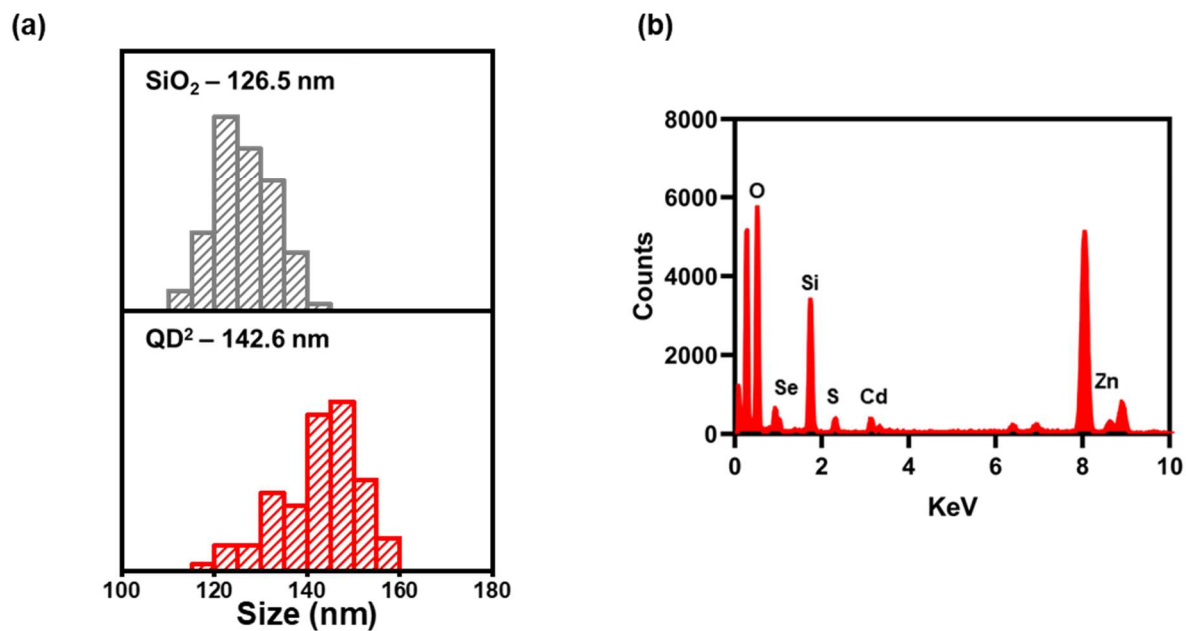 (a)
SiO₂ – 126.5 nm
QD² – 142.6 nm
100 120 140 160 180
Size (nm)
(b)
8000
6000
4000
2000
0
Counts
O
Si
Se
S
Cd
Zn
0 2 4 6 8 10
KeV